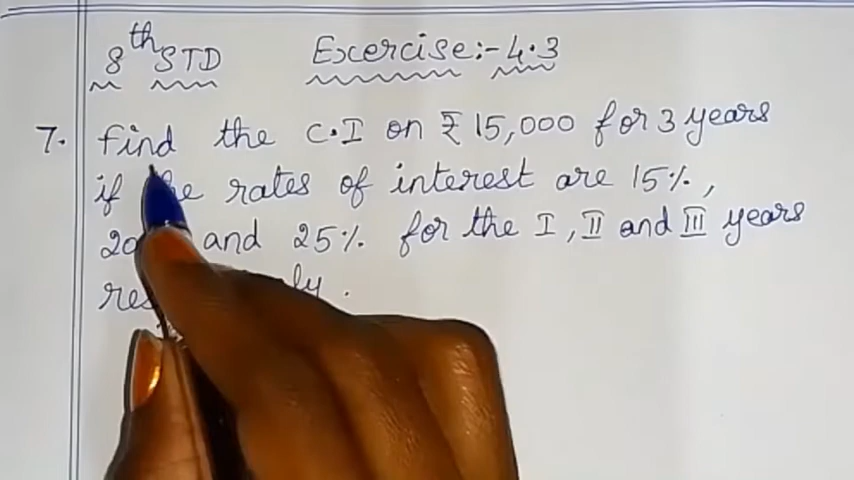 8th STD Exercise:- 4.3
7. find the C.I on ₹ 15,000 for 3 years
if rates of interest are 15%,
and 25% for the I, II and III years